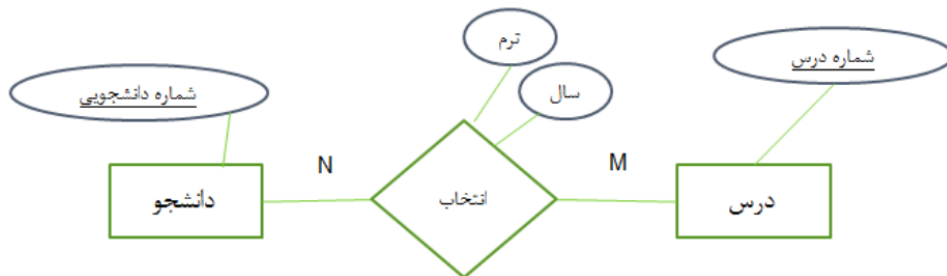 ترم
شماره درس
سال
شماره دانشجویی
N
M
دانشجو
انتخاب
درس